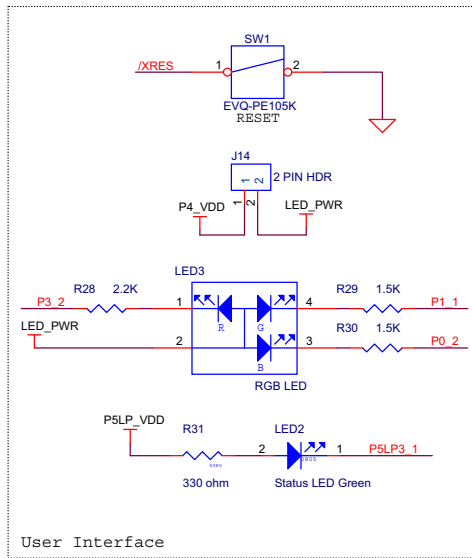 SW1
/XRES
1
2
EVQ-PE105K
RESET
J14
1
2
2 PIN HDR
P4_VDD
1
2
LED_PWR
LED3
R28 2.2K
R29 1.5K
P3_2
1
4
P1_1
R
G
R30 1.5K
LED_PWR
2
3
P0_2
B
RGB LED
P5LP_VDD
R31
LED2
2
1
P5LP3_1
0805
330 ohm
Status LED Green
User Interface